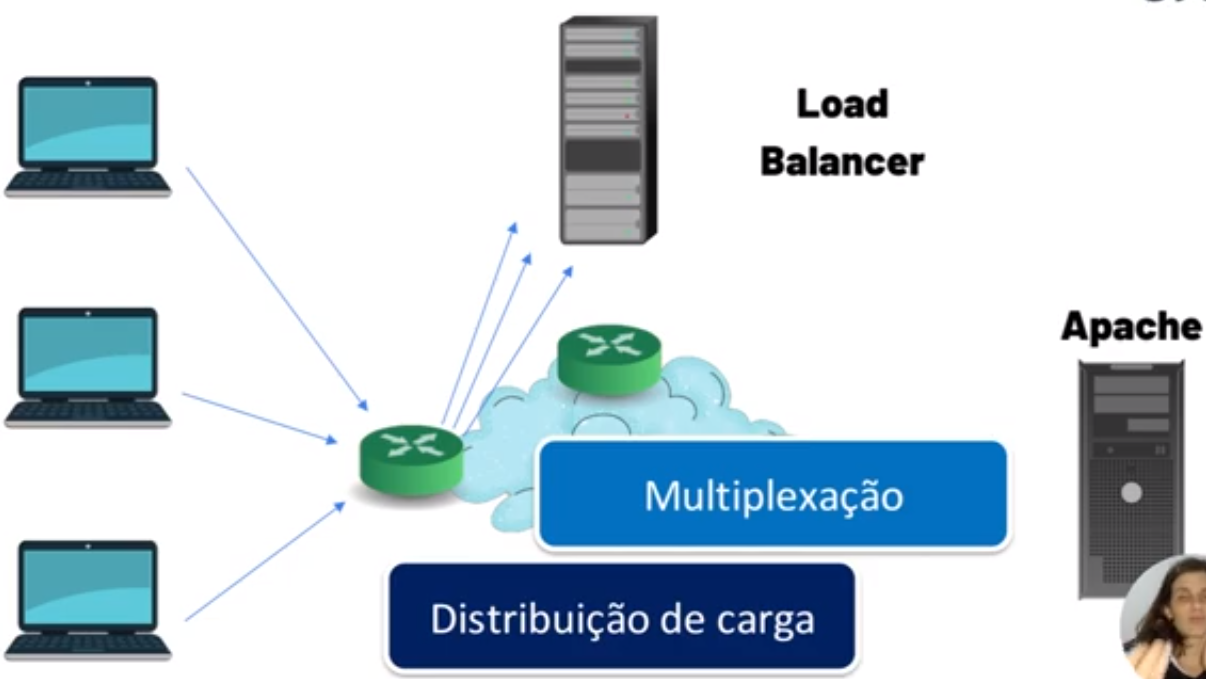 Load
Balancer
Apache
Multiplexação
Distribuição de carga